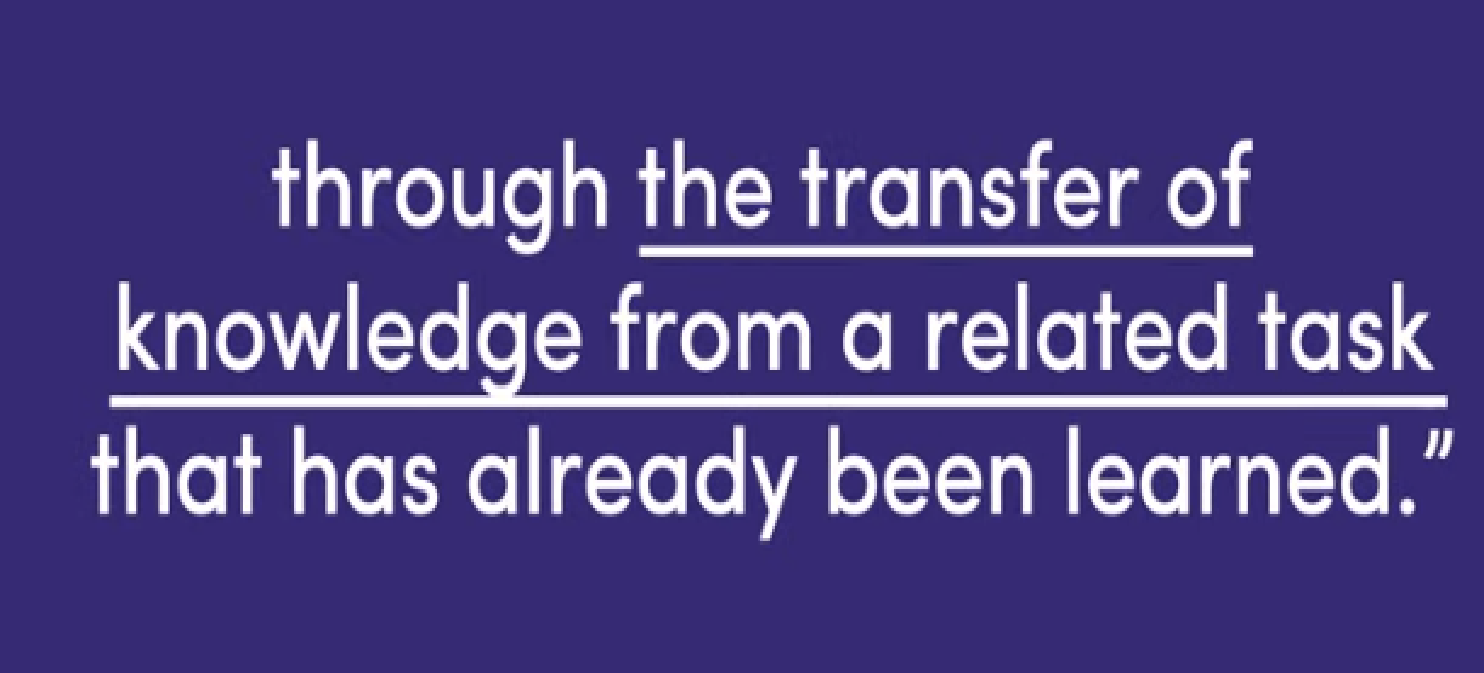 through the transfer of
knowledge from a related task
that has already been learned.”